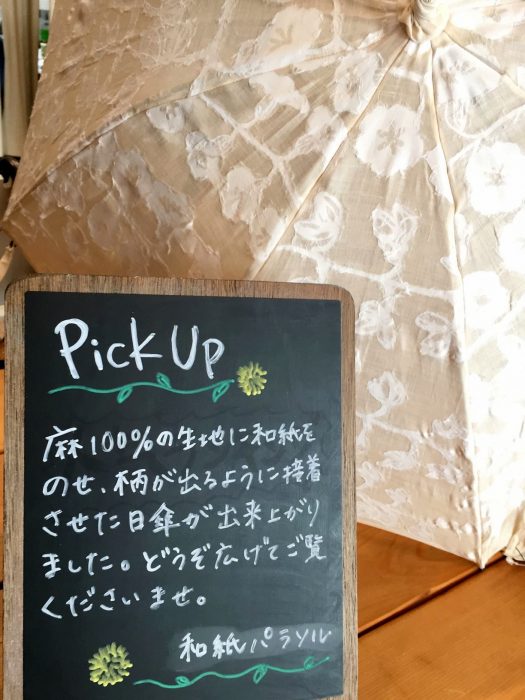 Pick Up
麻100%の生地に和紙を
のせ、柄が出るように接着
させた日傘が出来上がり
ました。どうぞ広げてご覧
くださいませ。
和紙パラソル